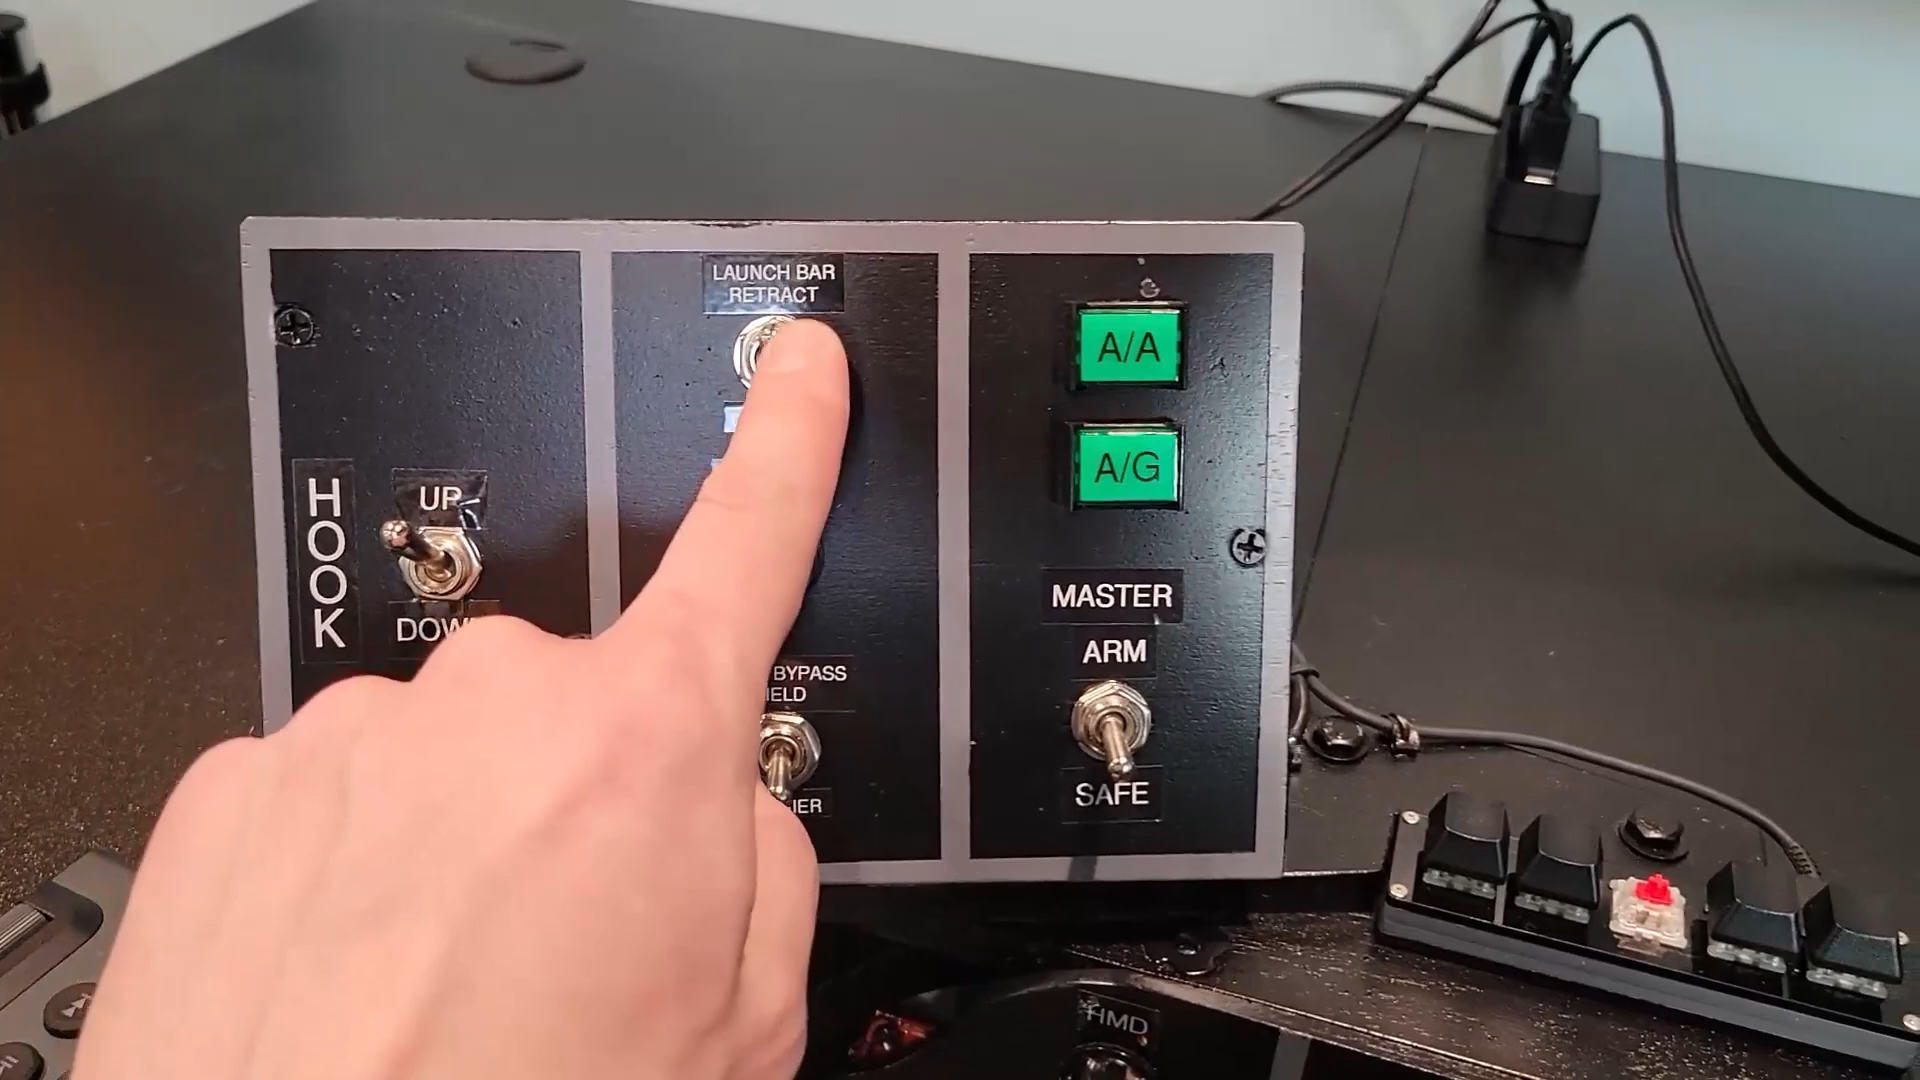 LAUNCH BAR
RETRACT
HOOK
UP
BYPASS
A/A
A/G
MASTER
ARM
SAFE
HMD